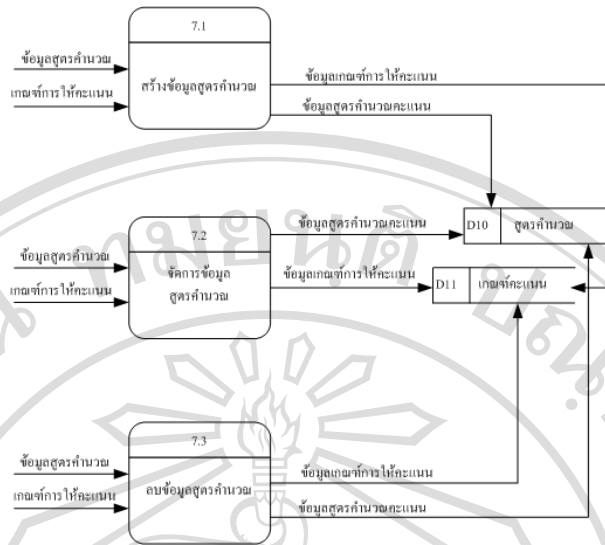 7.1
ข้อมูลสูตรคำนวณ
เกณฑ์การให้คะแนน
สร้างข้อมูลสูตรคำนวณ
ข้อมูลเกณฑ์การให้คะแนน
ข้อมูลสูตรคำนวณคะแนน
D10 สูตรคำนวณ
7.2
ข้อมูลสูตรคำนวณ
เกณฑ์การให้คะแนน
จัดการข้อมูล
สูตรคำนวณ
ข้อมูลสูตรคำนวณคะแนน
ข้อมูลเกณฑ์การให้คะแนน
D11 เกณฑ์คะแนน
7.3
ข้อมูลสูตรคำนวณ
เกณฑ์การให้คะแนน
ลบข้อมูลสูตรคำนวณ
ข้อมูลเกณฑ์การให้คะแนน
ข้อมูลสูตรคำนวณคะแนน